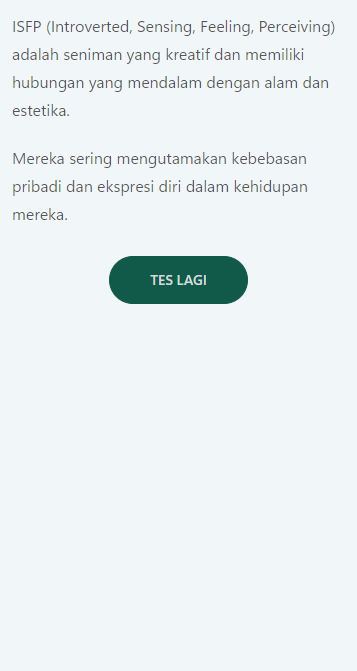 ISFP (Introverted, Sensing, Feeling, Perceiving)
adalah seniman yang kreatif dan memiliki
hubungan yang mendalam dengan alam dan
estetika.
Mereka sering mengutamakan kebebasan
pribadi dan ekspresi diri dalam kehidupan
mereka.
TES LAGI